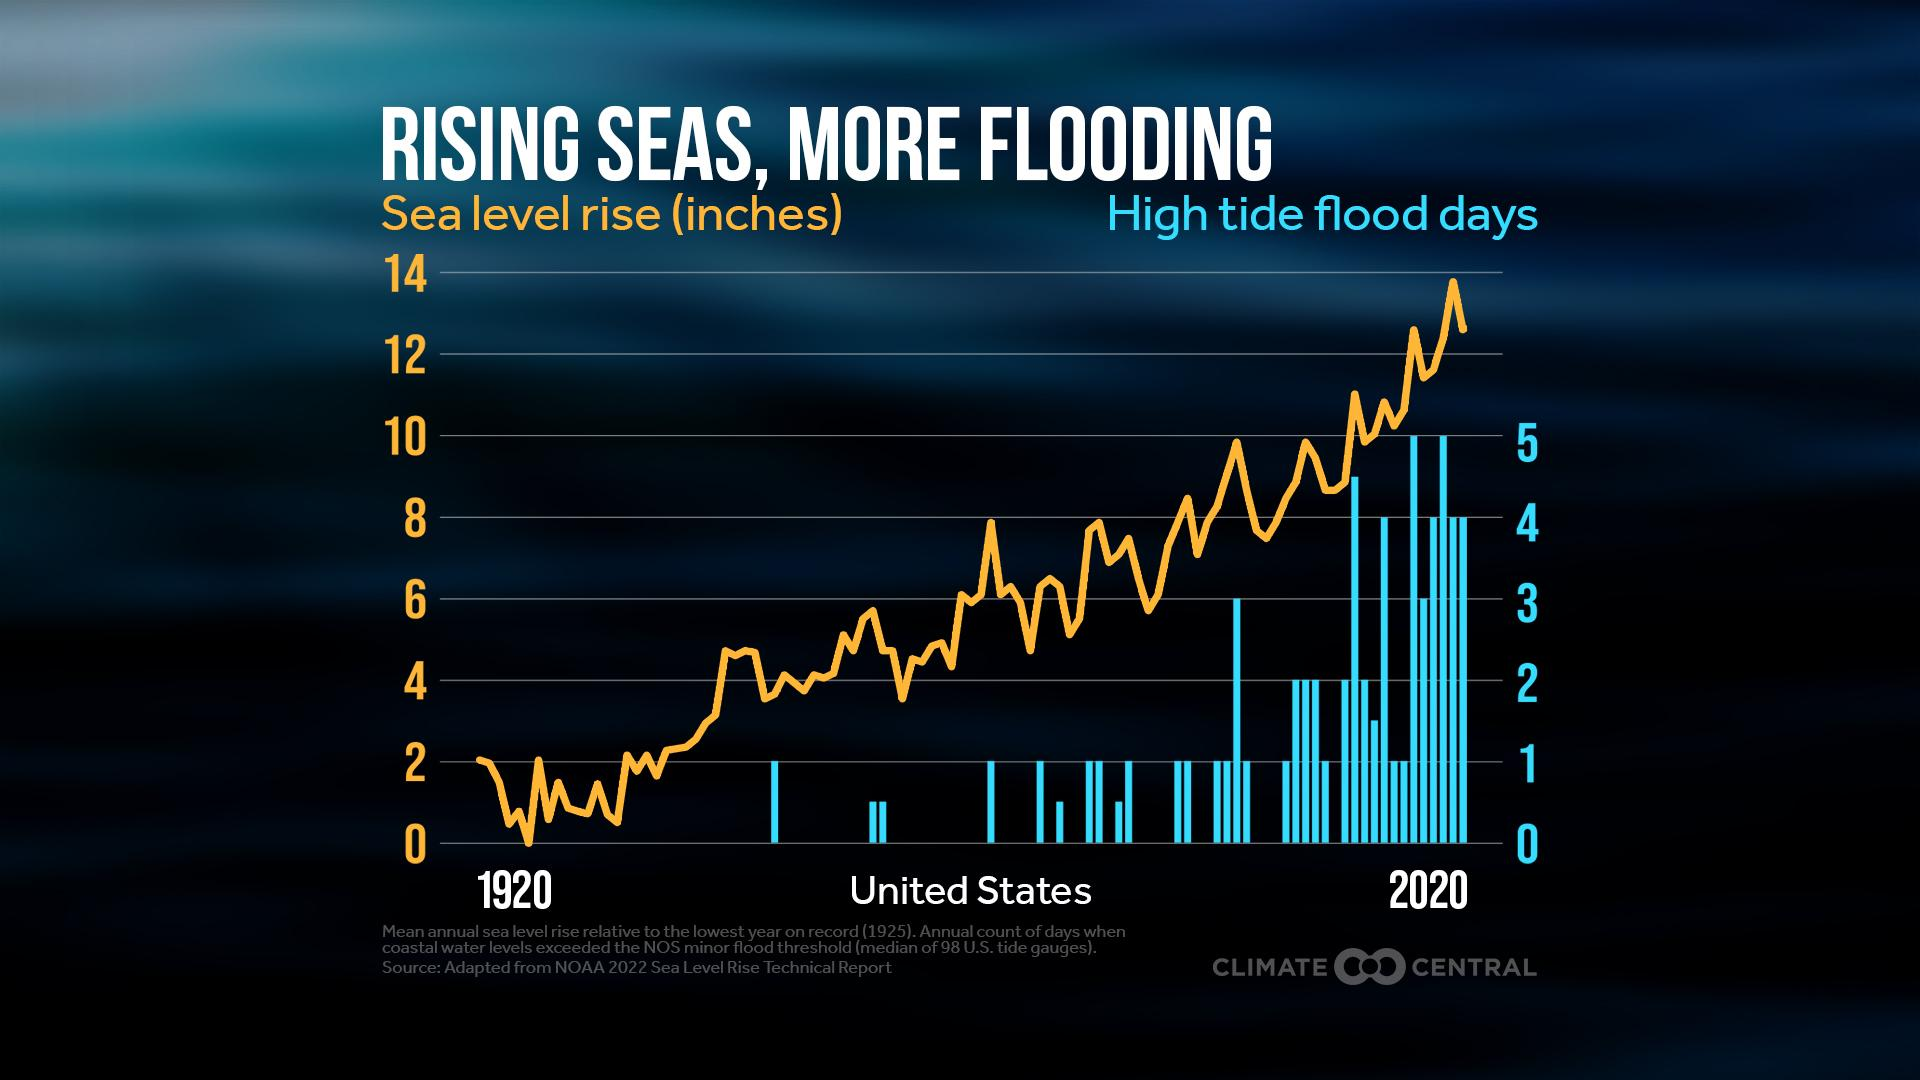 RISING SEAS, MORE FLOODING
Sea level rise (inches)
High tide flood days
14
12
10
8
6
4
2
0
5
4
3
2
1
0
1920
United States
2020
Mean annual sea level rise relative to the lowest year on record (1925). Annual count of days when
coastal water levels exceeded the NOS minor flood threshold (median of 98 U.S. tide gauges).
Source: Adapted from NOAA 2022 Sea Level Rise Technical Report
CLIMATE CENTRAL